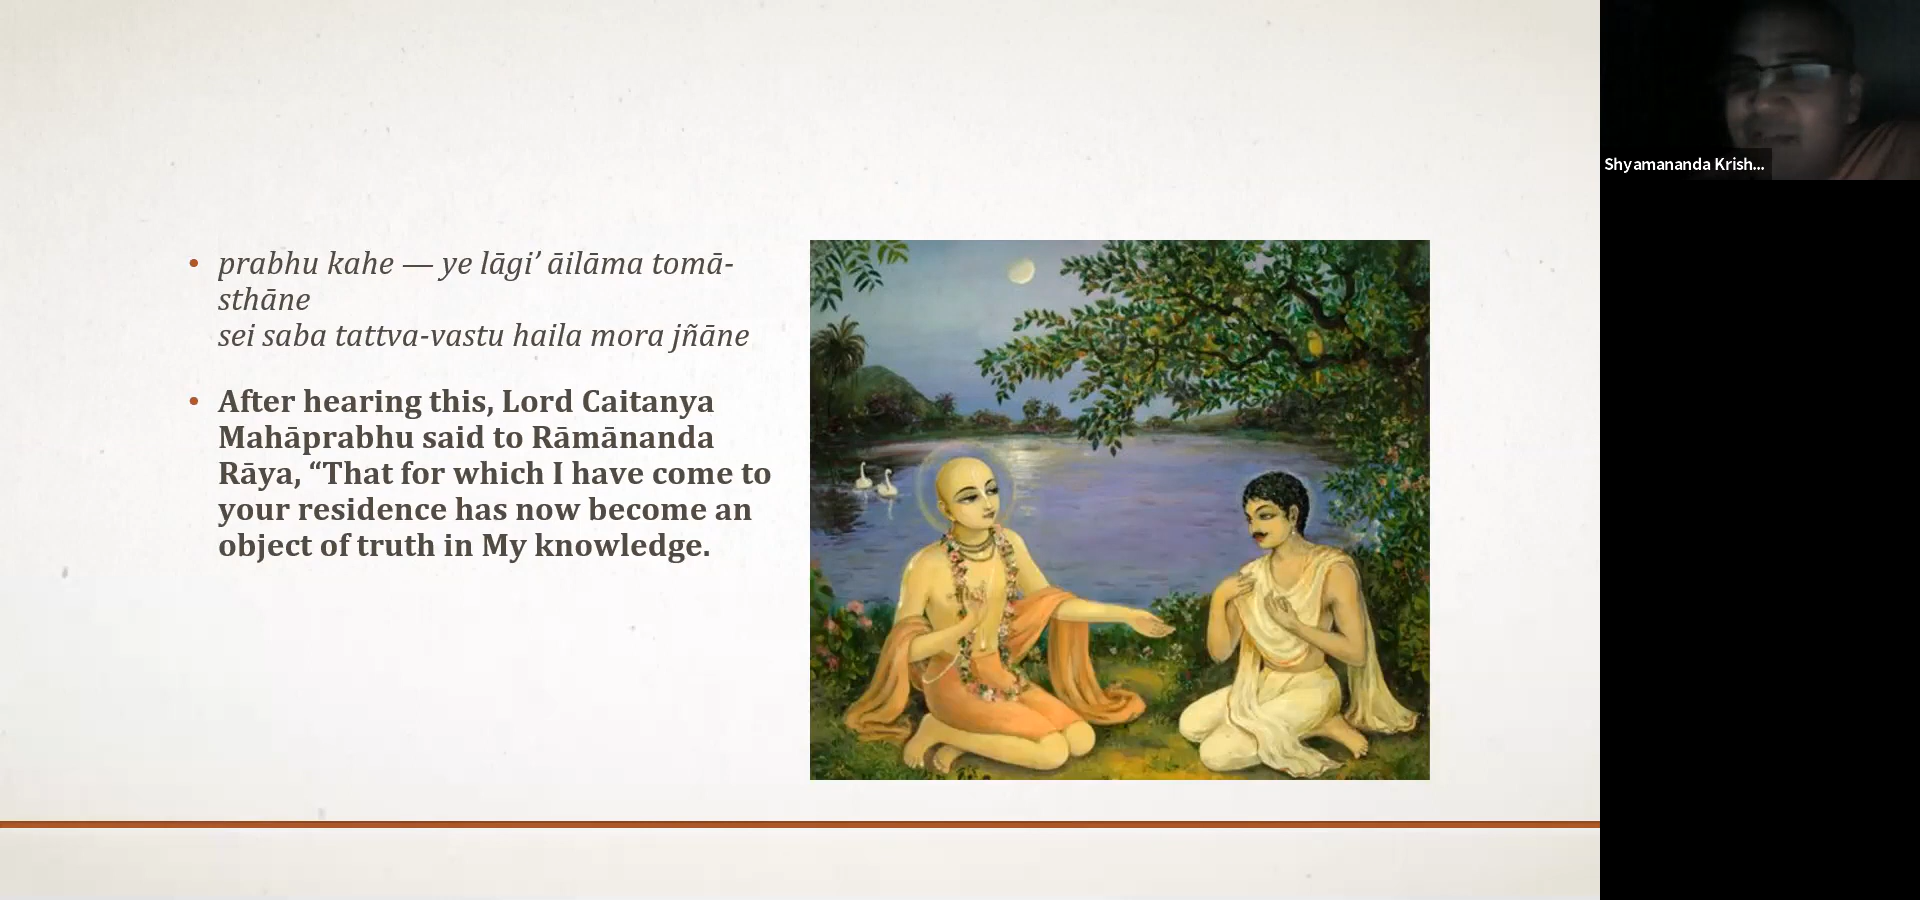 prabhu kahe — ye lāgi’ āilāma tomā-
sthāne
sei saba tattva-vastu haila mora jñāne
After hearing this, Lord Caitanya
Mahāprabhu said to Rāmānanda
Rāya, “That for which I have come to
your residence has now become an
object of truth in My knowledge.
Shyamananda Krish...